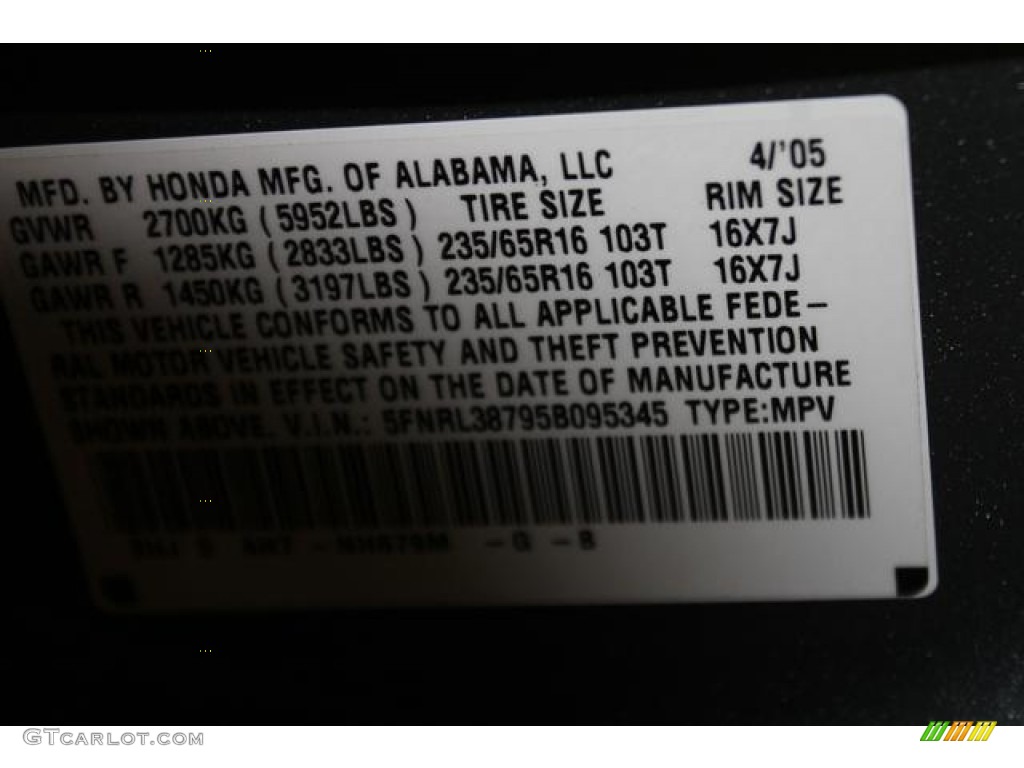 MFD. BY HONDA MFG. OF ALABAMA, LLC 4/'05
GVWR 2700KG (5952LBS) TIRE SIZE RIM SIZE
GAWR F 1285KG (2833LBS) 235/65R16 103T 16X7J
GAWR R 1450KG (3197LBS) 235/65R16 103T 16X7J
THIS VEHICLE CONFORMS TO ALL APPLICABLE FEDE-
RAL MOTOR VEHICLE SAFETY AND THEFT PREVENTION
STANDARDS IN EFFECT ON THE DATE OF MANUFACTURE
SHOWN ABOVE. V.I.N.: 5FNRL38795B095345 TYPE:MPV
-G -B
GTcarlot.com